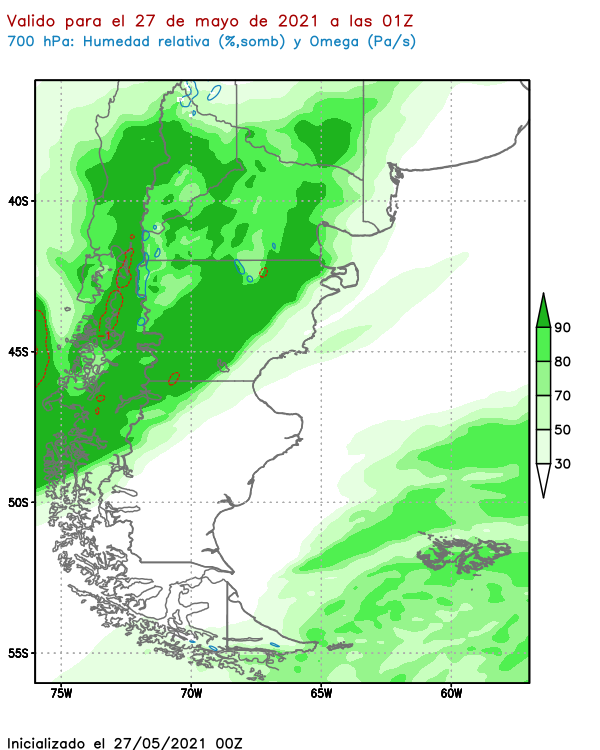 Valido para el 27 de mayo de 2021 a las 01Z
700 hPa: Humedad relativa (%,somb) y Omega (Pa/s)
40S
45S
50S
55S
75W 70W 65W 60W
90
80
70
50
30
Inicializado el 27/05/2021 00Z